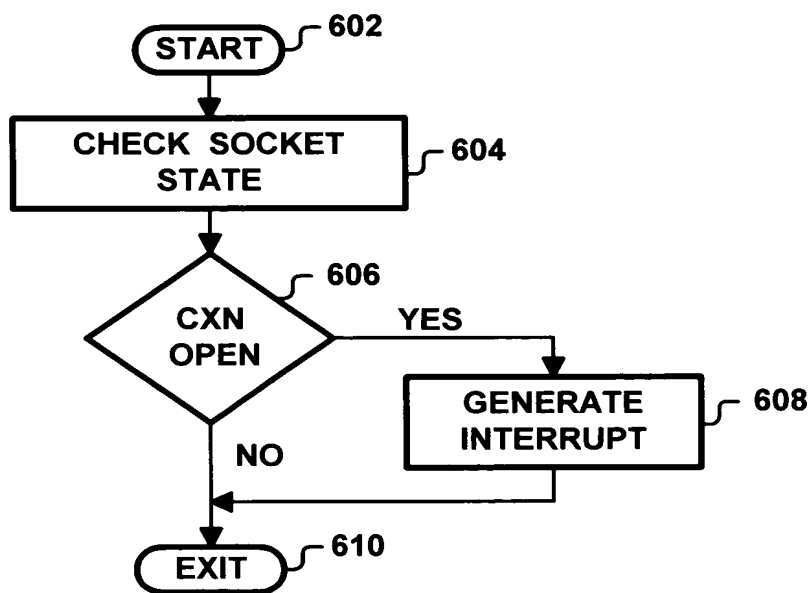 START
602
CHECK SOCKET
STATE
604
606
CXN
OPEN
YES
GENERATE
INTERRUPT
608
NO
EXIT
610